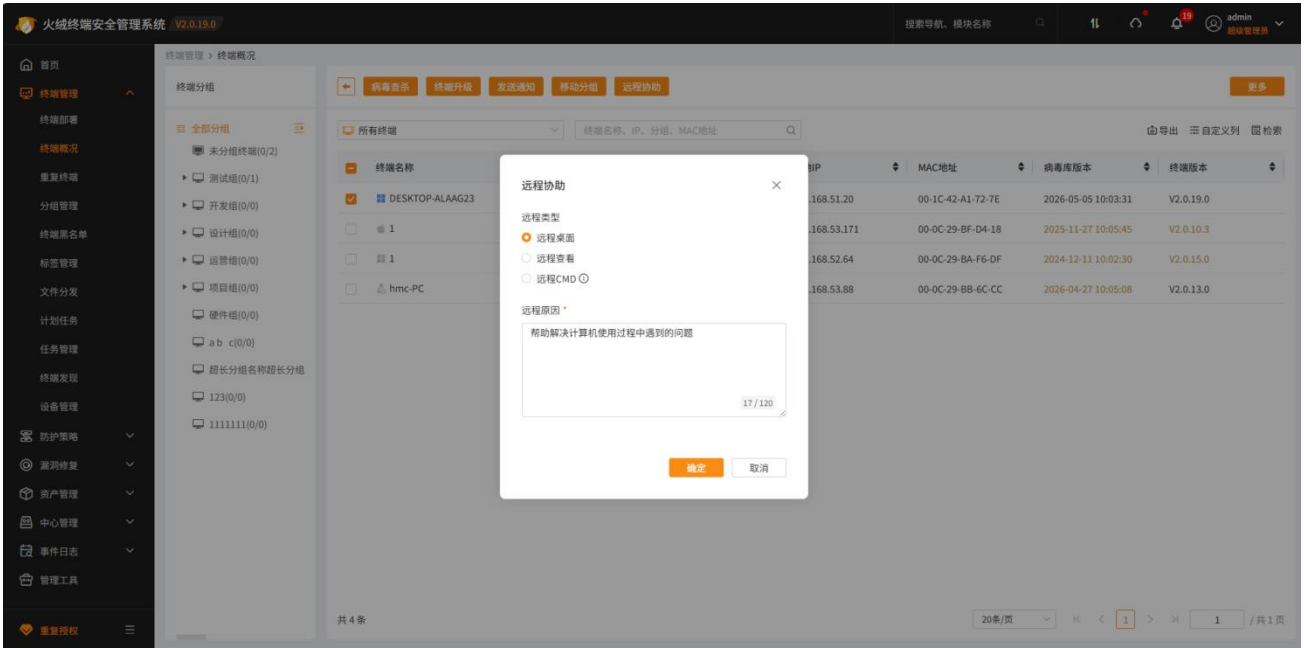 火绒终端安全管理系统 V2.0.19.0
搜索导航、模块名称
19
admin
超级管理员
首页
终端管理
终端部署
终端概况
重复终端
分组管理
终端黑名单
标签管理
文件分发
计划任务
任务管理
终端发现
设备管理
防护策略
漏洞修复
资产管理
中心管理
事件日志
管理工具
重复授权
终端管理 > 终端概况
终端分组
全部分组
未分组终端(0/2)
测试组(0/1)
开发组(0/0)
设计组(0/0)
运营组(0/0)
项目组(0/0)
硬件组(0/0)
a b c(0/0)
超长分组名称超长分组
123(0/0)
1111111(0/0)
病毒查杀 终端升级 发送通知 移动分组 远程协助 更多
所有终端 终端名称、IP、分组、MAC地址 导出 自定义列 检索
终端名称 IP MAC地址 病毒库版本 终端版本
DESKTOP-ALAAG23 .168.51.20 00-1C-42-A1-72-7E 2026-05-05 10:03:31 V2.0.19.0
1 .168.53.171 00-0C-29-BF-D4-18 2025-11-27 10:05:45 V2.0.10.3
1 .168.52.64 00-0C-29-BA-F6-DF 2024-12-11 10:02:30 V2.0.15.0
hmc-PC .168.53.88 00-0C-29-BB-6C-CC 2026-04-27 10:05:08 V2.0.13.0
远程协助
远程类型
远程桌面
远程查看
远程CMD
远程原因 *
帮助解决计算机使用过程中遇到的问题
17 / 120
确定 取消
共 4 条 20条/页 1 1 / 共 1 页